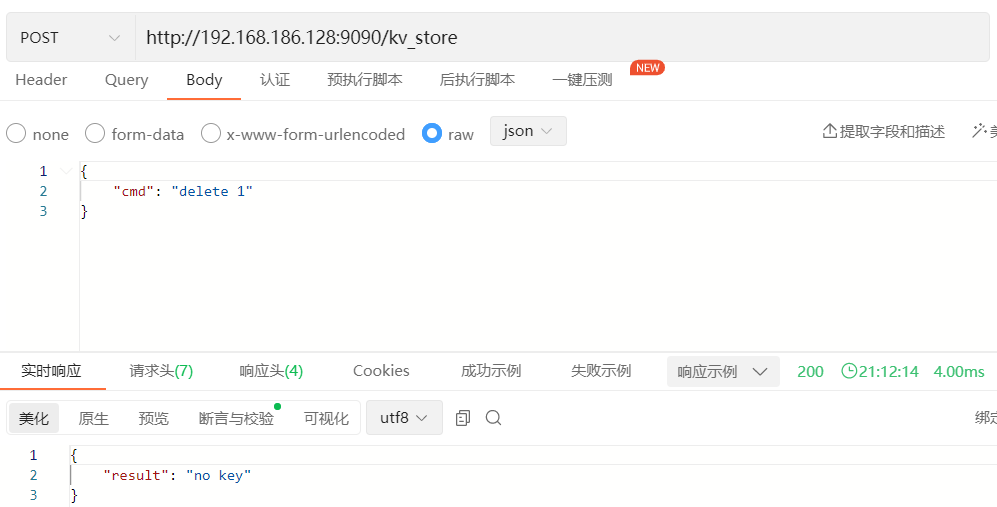 POST http://192.168.186.128:9090/kv_store
NEW
Header Query Body 认证 预执行脚本 后执行脚本 一键压测
none form-data x-www-form-urlencoded raw json 提取字段和描述
1 {
2 "cmd": "delete 1"
3 }
实时响应 请求头(7) 响应头(4) Cookies 成功示例 失败示例 响应示例 200 21:12:14 4.00ms
美化 原生 预览 断言与校验 可视化 utf8 绑定
1 {
2 "result": "no key"
3 }